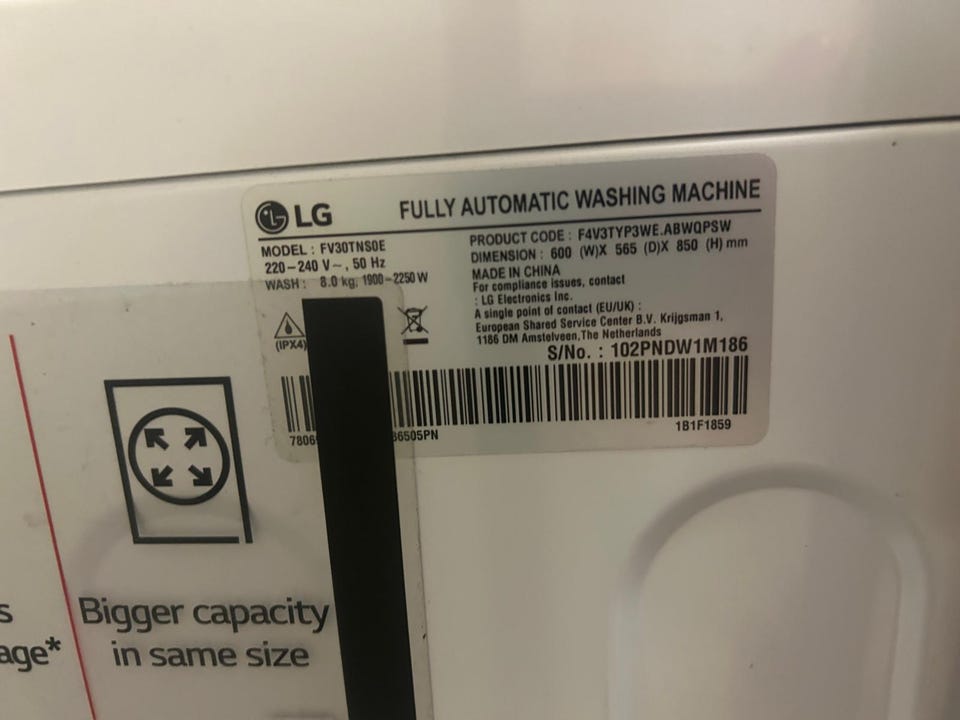 LG FULLY AUTOMATIC WASHING MACHINE
MODEL : FV30TNS0E
220-240 V~, 50 Hz
WASH : 8.0 kg, 1900-2250 W
PRODUCT CODE : F4V3TYP3WE.ABWQPSW
DIMENSION : 600 (W)X 565 (D)X 850 (H) mm
MADE IN CHINA
For compliance issues, contact
: LG Electronics Inc.
A single point of contact (EU/UK) :
European Shared Service Center B.V. Krijgsman 1,
1186 DM Amstelveen,The Netherlands
(IPX4)
S/No. : 102PNDW1M186
1B1F1859
Bigger capacity
in same size